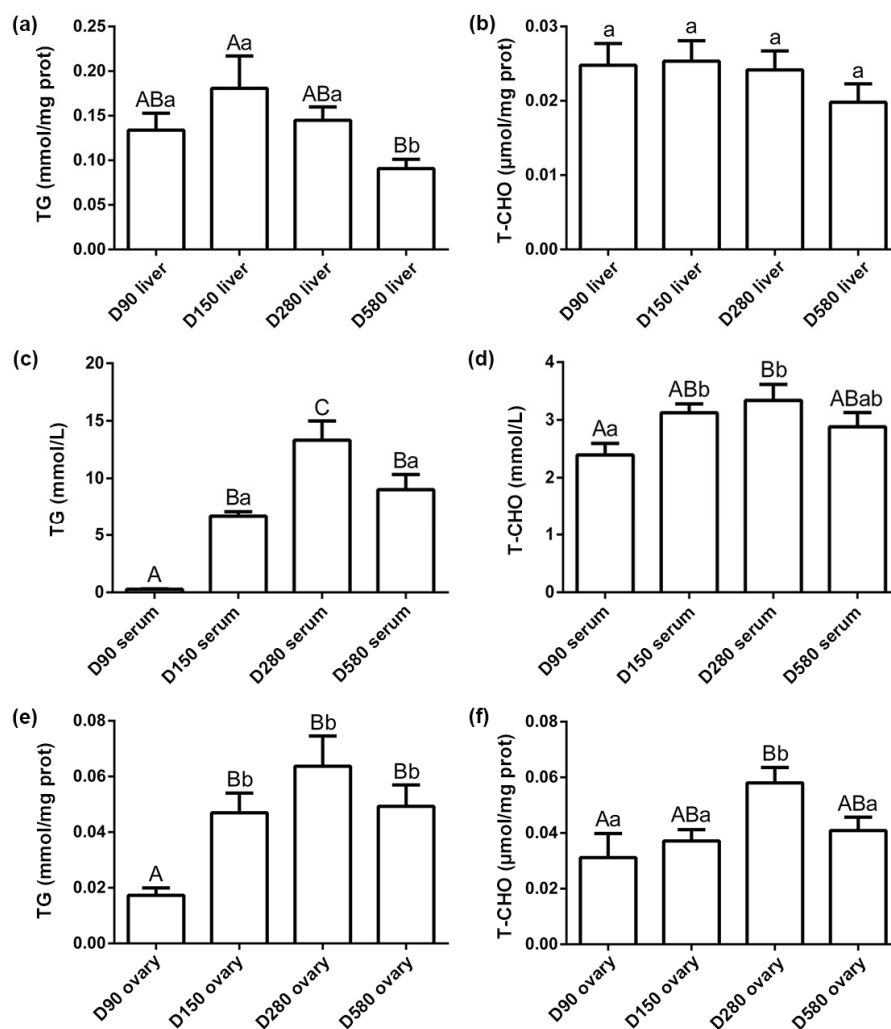 (a)
TG (mmol/mg prot)
0.25
0.20
0.15
0.10
0.05
0.00
ABa
Aa
ABa
Bb
D90 liver
D150 liver
D280 liver
D580 liver
(b)
T-CHO (µmol/mg prot)
0.03
0.02
0.01
0.00
a
a
a
a
D90 liver
D150 liver
D280 liver
D580 liver
(c)
TG (mmol/L)
20
15
10
5
0
A
Ba
C
Ba
D90 serum
D150 serum
D280 serum
D580 serum
(d)
T-CHO (mmol/L)
4
3
2
1
0
Aa
ABb
Bb
ABab
D90 serum
D150 serum
D280 serum
D580 serum
(e)
TG (mmol/mg prot)
0.08
0.06
0.04
0.02
0.00
A
Bb
Bb
Bb
D90 ovary
D150 ovary
D280 ovary
D580 ovary
(f)
T-CHO (µmol/mg prot)
0.08
0.06
0.04
0.02
0.00
Aa
ABa
Bb
ABa
D90 ovary
D150 ovary
D280 ovary
D580 ovary